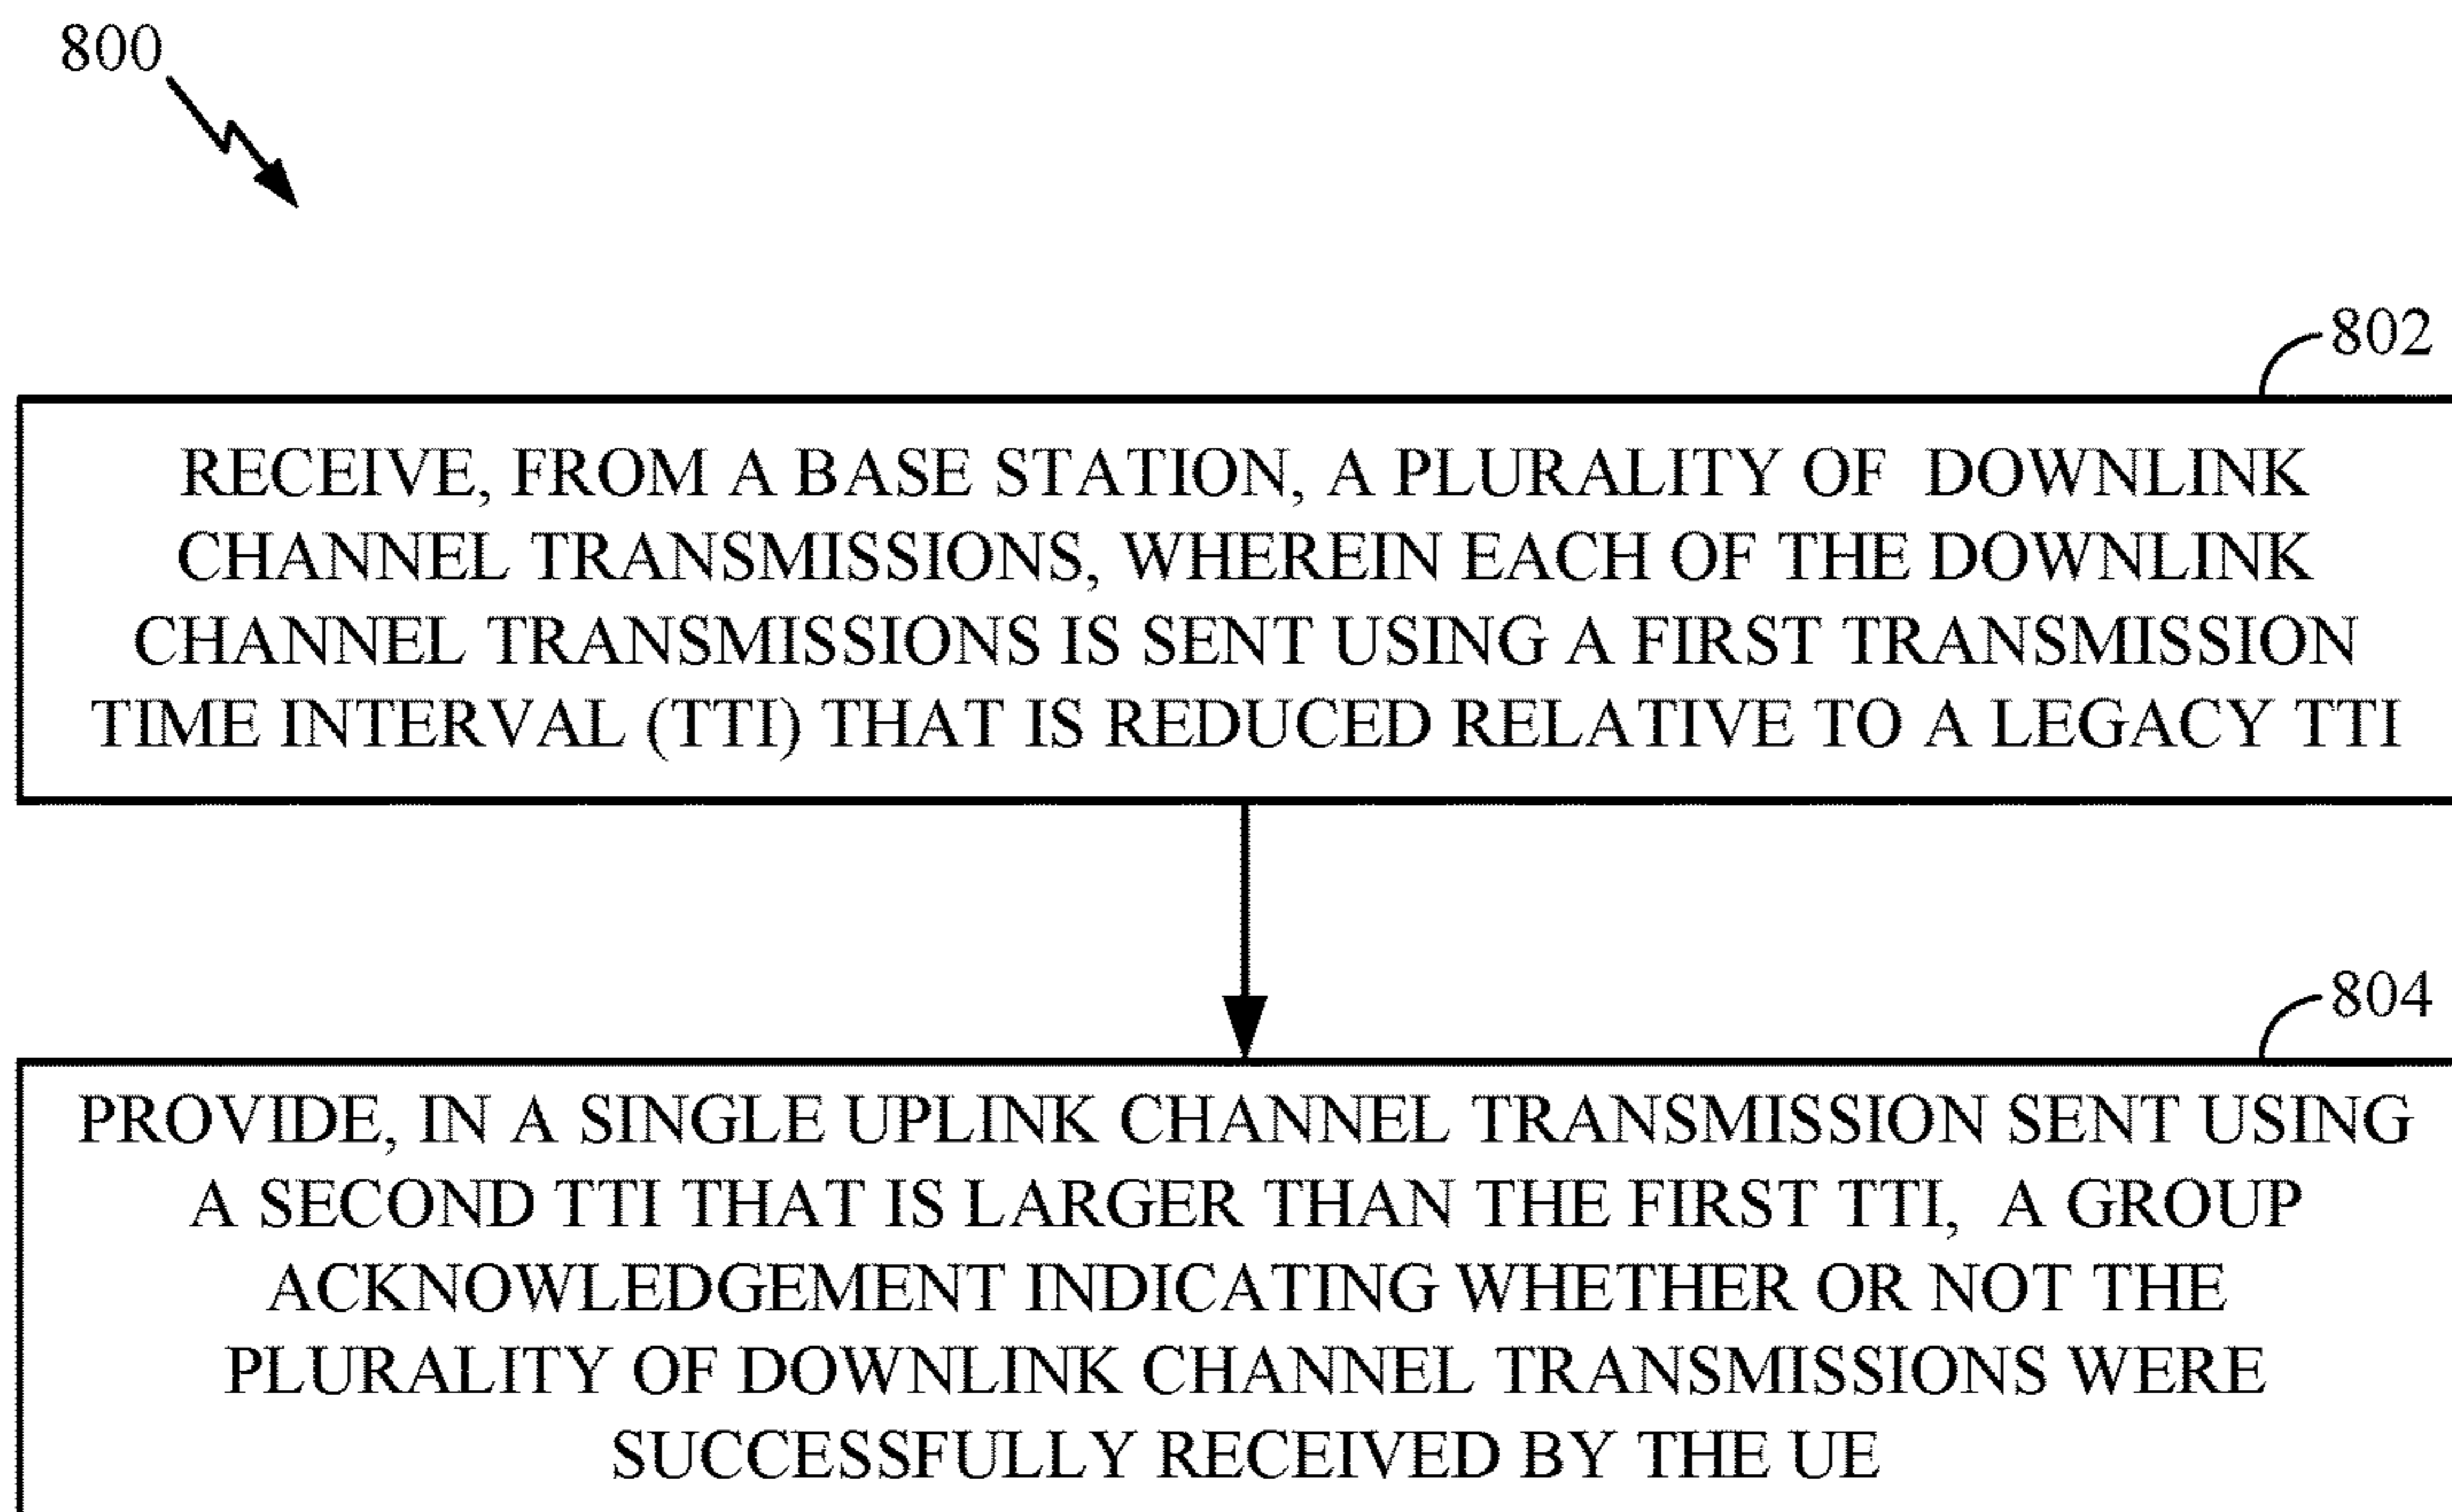 800
802
RECEIVE, FROM A BASE STATION, A PLURALITY OF DOWNLINK
CHANNEL TRANSMISSIONS, WHEREIN EACH OF THE DOWNLINK
CHANNEL TRANSMISSIONS IS SENT USING A FIRST TRANSMISSION
TIME INTERVAL (TTI) THAT IS REDUCED RELATIVE TO A LEGACY TTI
804
PROVIDE, IN A SINGLE UPLINK CHANNEL TRANSMISSION SENT USING
A SECOND TTI THAT IS LARGER THAN THE FIRST TTI, A GROUP
ACKNOWLEDGEMENT INDICATING WHETHER OR NOT THE
PLURALITY OF DOWNLINK CHANNEL TRANSMISSIONS WERE
SUCCESSFULLY RECEIVED BY THE UE